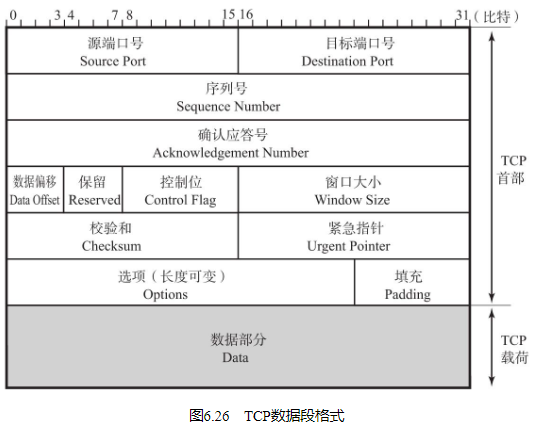 0 3 4 7 8 15 16 31 (比特)
源端口号 目标端口号
Source Port Destination Port
序列号
Sequence Number
确认应答号
Acknowledgement Number
TCP
首部
数据偏移 保留 控制位 窗口大小
Data Offset Reserved Control Flag Window Size
校验和 紧急指针
Checksum Urgent Pointer
选项(长度可变) 填充
Options Padding
数据部分
Data
TCP
载荷
图6.26 TCP数据段格式